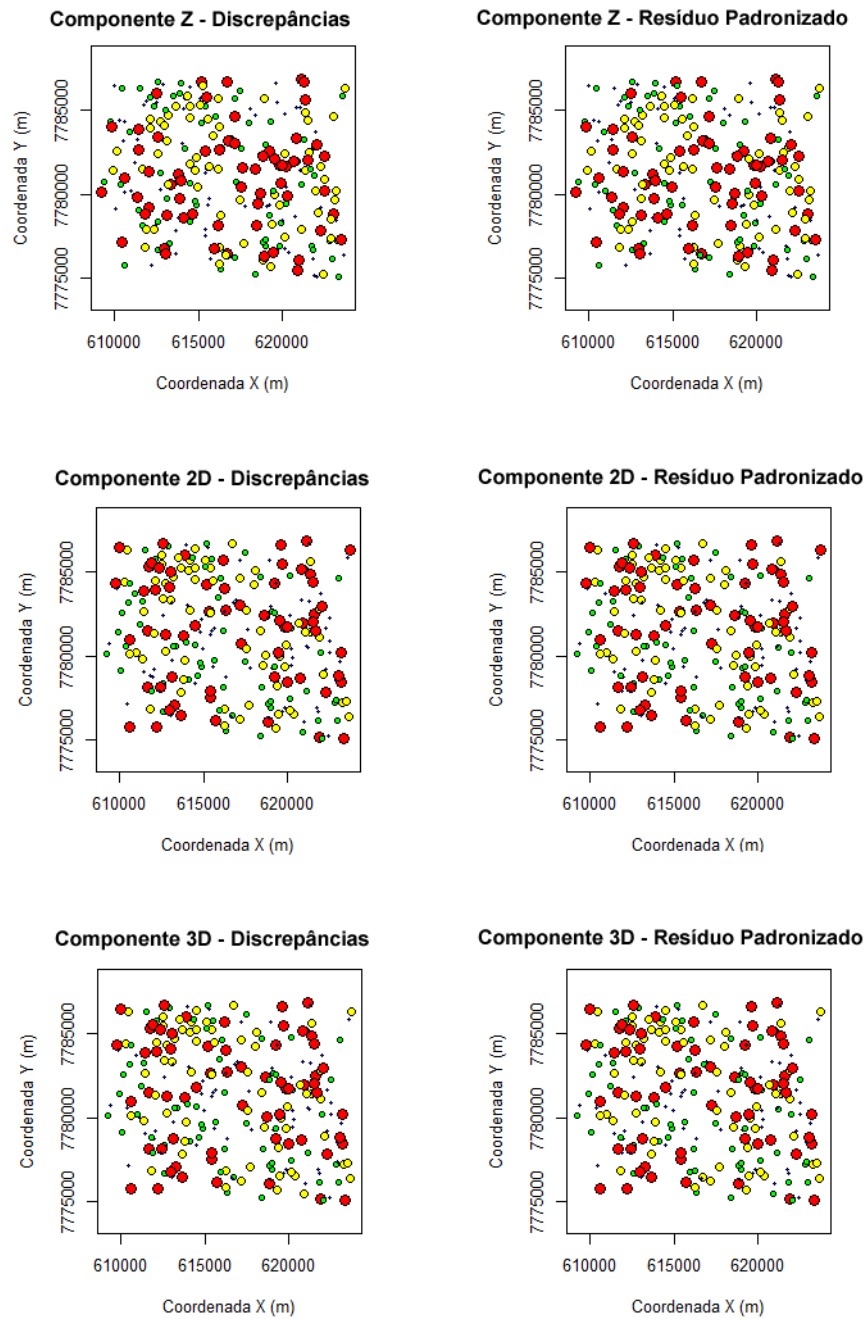 Componente Z - Discrepâncias
Componente Z - Resíduo Padronizado
Coordenada Y (m)
7775000 7780000 7785000
610000 615000 620000
Coordenada X (m)
Coordenada Y (m)
7775000 7780000 7785000
610000 615000 620000
Coordenada X (m)
Componente 2D - Discrepâncias
Componente 2D - Resíduo Padronizado
Coordenada Y (m)
7775000 7780000 7785000
610000 615000 620000
Coordenada X (m)
Coordenada Y (m)
7775000 7780000 7785000
610000 615000 620000
Coordenada X (m)
Componente 3D - Discrepâncias
Componente 3D - Resíduo Padronizado
Coordenada Y (m)
7775000 7780000 7785000
610000 615000 620000
Coordenada X (m)
Coordenada Y (m)
7775000 7780000 7785000
610000 615000 620000
Coordenada X (m)